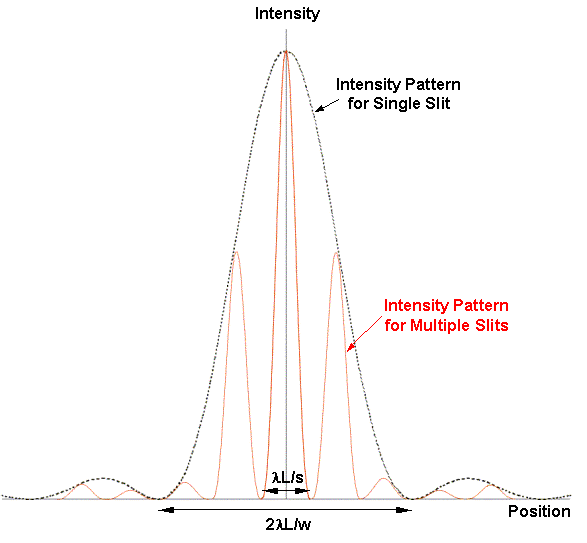 Intensity
Intensity Pattern
for Single Slit
Intensity Pattern
for Multiple Slits
λL/s
Position
2λL/w